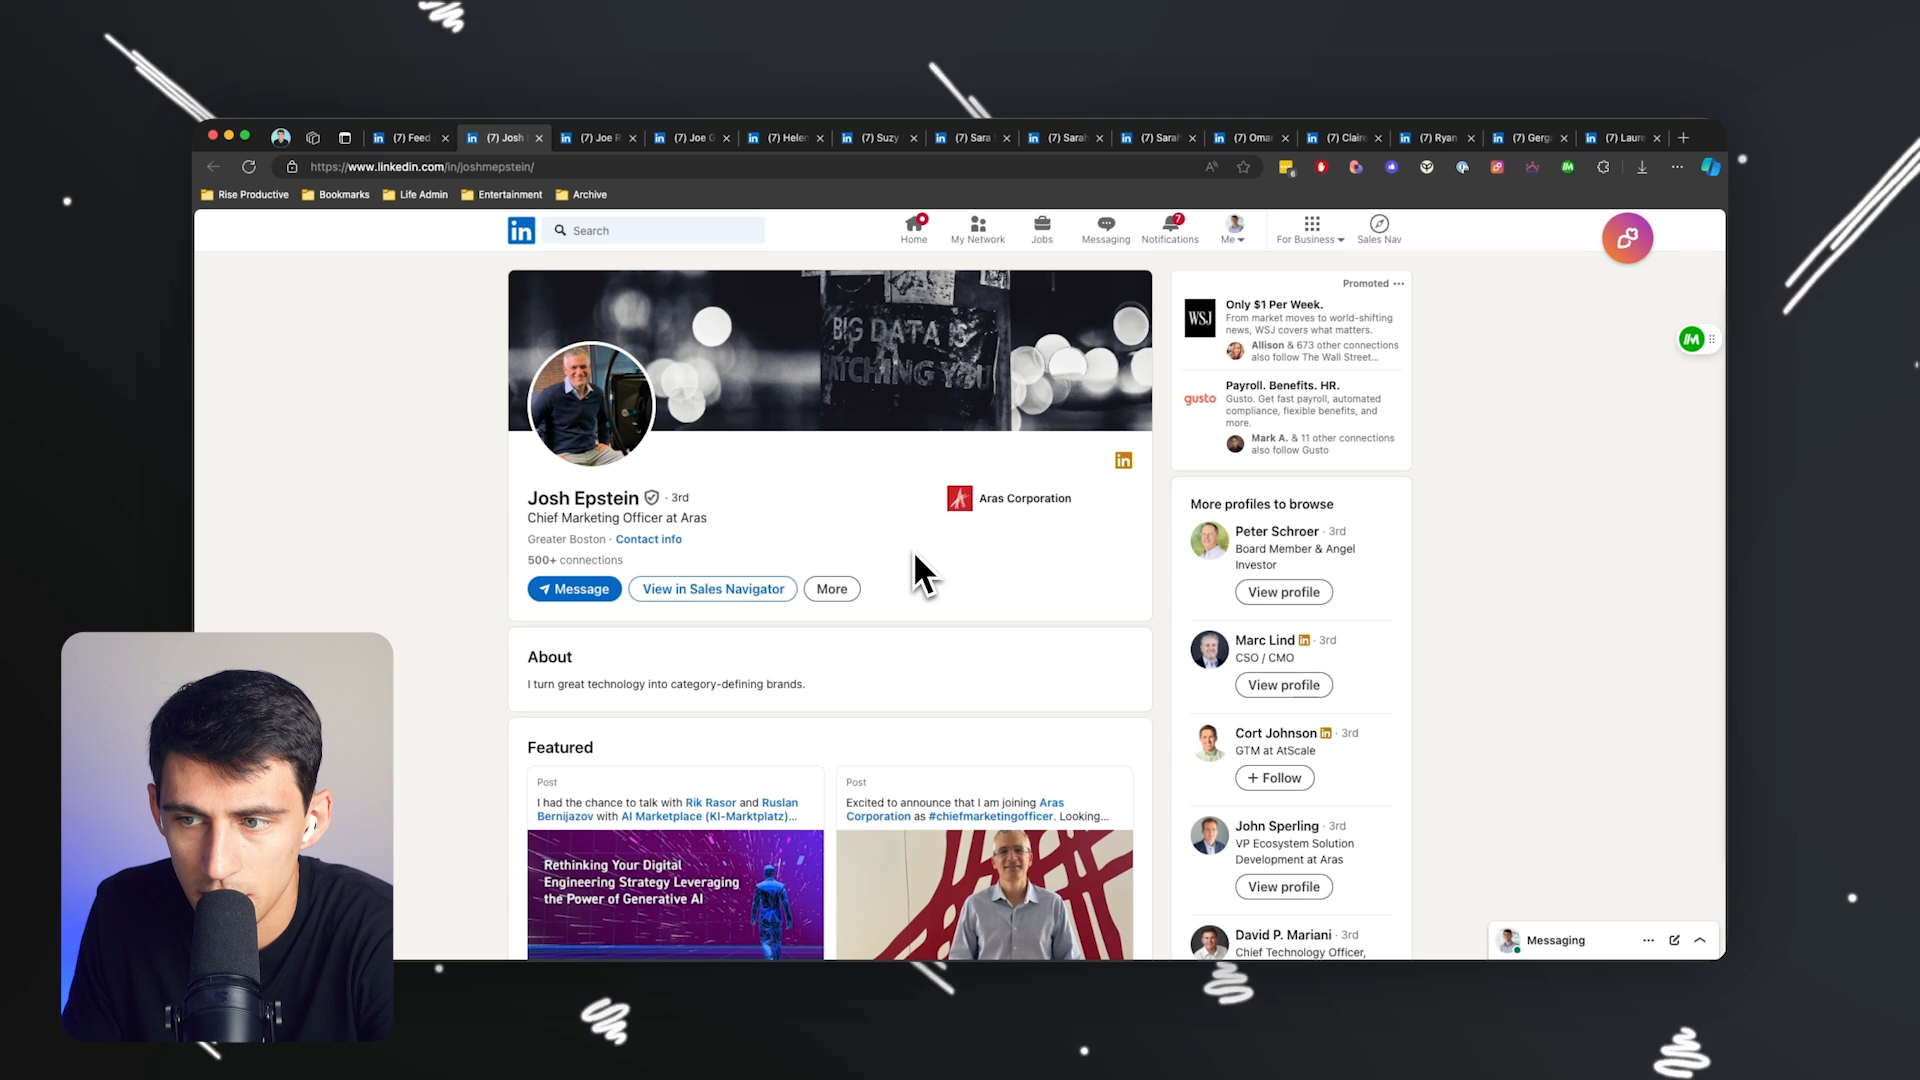 (7) Feed
(7) Josh
(7) Joe R
(7) Joe G
(7) Helen
(7) Suzy
(7) Sara
(7) Sarah
(7) Sarah
(7) Omar
(7) Claire
(7) Ryan
(7) Gerga
(7) Laure
https://www.linkedin.com/in/joshmepstein/
6
Rise Productive
Bookmarks
Life Admin
Entertainment
Archive
in
Search
Home
My Network
Jobs
Messaging
7
Notifications
Me
For Business
Sales Nav
BIG DATA IS
WATCHING YOU
in
Josh Epstein · 3rd
Chief Marketing Officer at Aras
Greater Boston · Contact info
500+ connections
Message
View in Sales Navigator
More
Aras Corporation
About
I turn great technology into category-defining brands.
Featured
Post
I had the chance to talk with Rik Rasor and Ruslan
Bernijazov with AI Marketplace (KI-Marktplatz)...
Rethinking Your Digital
Engineering Strategy Leveraging
the Power of Generative AI
Post
Excited to announce that I am joining Aras
Corporation as #chiefmarketingofficer. Looking...
Promoted
WSJ
Only $1 Per Week.
From market moves to world-shifting
news, WSJ covers what matters.
Allison & 673 other connections
also follow The Wall Street...
gusto
Payroll. Benefits. HR.
Gusto. Get fast payroll, automated
compliance, flexible benefits, and
more.
Mark A. & 11 other connections
also follow Gusto
More profiles to browse
Peter Schroer · 3rd
Board Member & Angel
Investor
View profile
Marc Lind in · 3rd
CSO / CMO
View profile
Cort Johnson in · 3rd
GTM at AtScale
+ Follow
John Sperling · 3rd
VP Ecosystem Solution
Development at Aras
View profile
David P. Mariani · 3rd
Chief Technology Officer,
Messaging